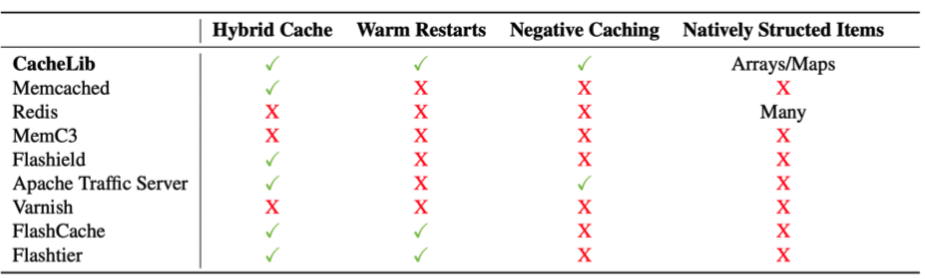 Hybrid Cache Warm Restarts Negative Caching Natively Structed Items
CacheLib ✓ ✓ ✓ Arrays/Maps
Memcached ✓ X X X
Redis X X X Many
MemC3 X X X X
Flashield ✓ X X X
Apache Traffic Server ✓ X ✓ X
Varnish X X X X
FlashCache ✓ ✓ X X
Flashtier ✓ ✓ X X